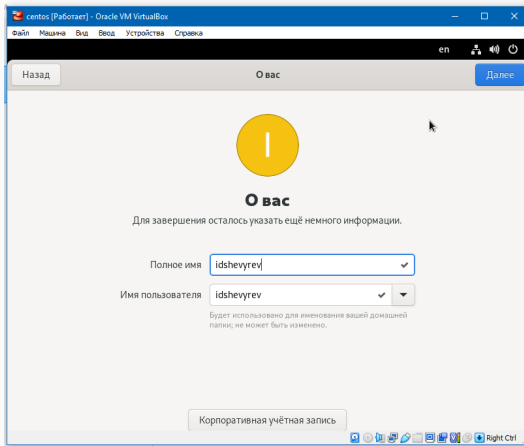 centos [Работает] - Oracle VM VirtualBox
Файл Машина Вид Ввод Устройства Справка
en
Назад О вас Далее
I
О вас
Для завершения осталось указать ещё немного информации.
Полное имя idshevyrev
Имя пользователя idshevyrev
Будет использовано для именования вашей домашней
папки; не может быть изменено.
Корпоративная учётная запись
Right Ctrl